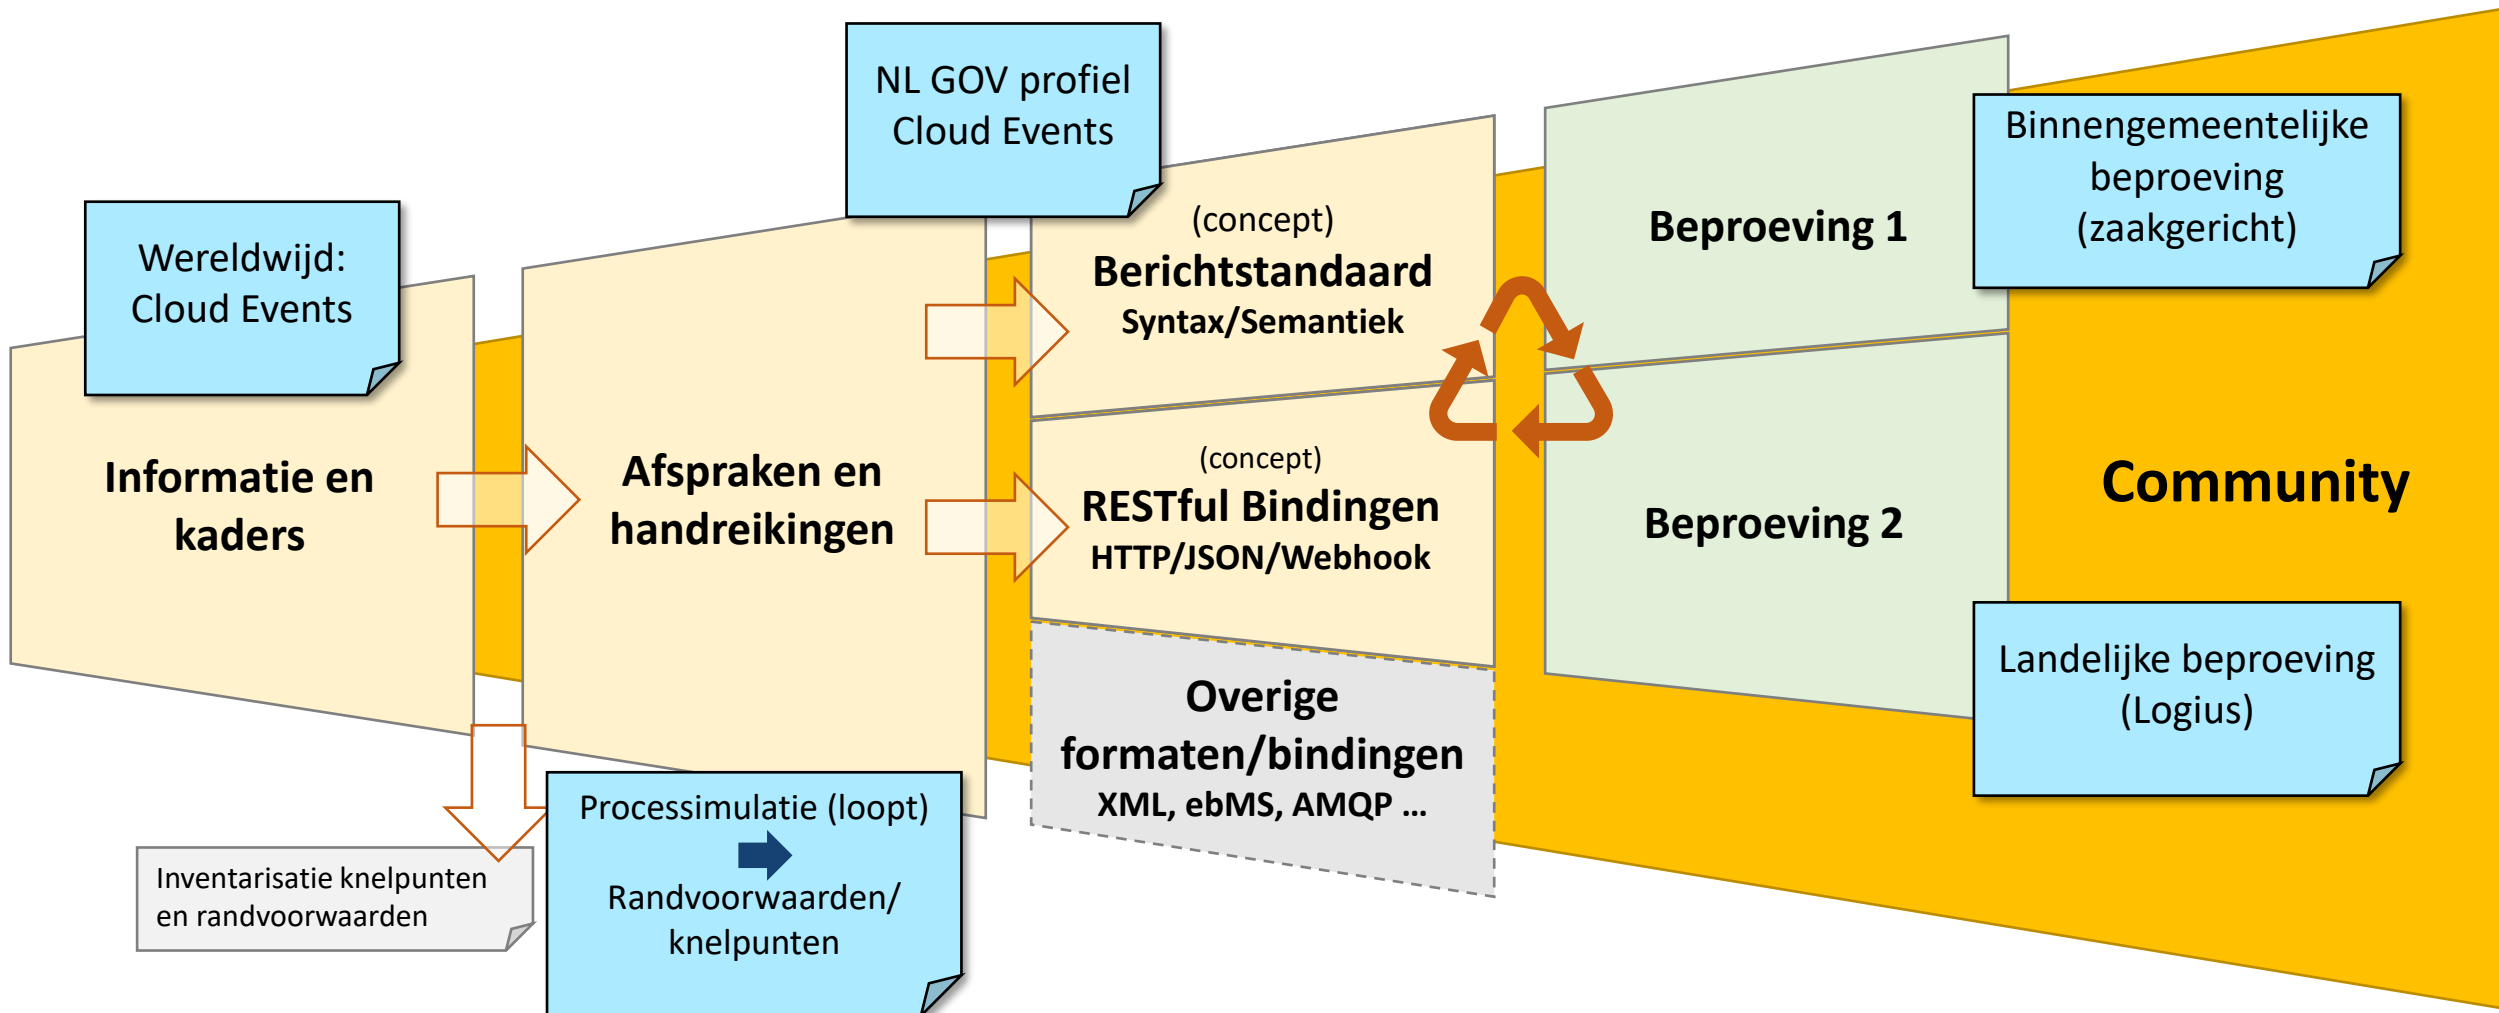 Wereldwijd:
Cloud Events
Informatie en
kaders
Inventarisatie knelpunten
en randvoorwaarden
Afspraken en
handreikingen
Processimulatie (loopt)
Randvoorwaarden/
knelpunten
NL GOV profiel
Cloud Events
(concept)
Berichtstandaard
Syntax/Semantiek
(concept)
RESTful Bindingen
HTTP/JSON/Webhook
Overige
formaten/bindingen
XML, ebMS, AMQP ...
Beproeving 1
Beproeving 2
Binnengemeentelijke
beproeving
(zaakgericht)
Community
Landelijke beproeving
(Logius)